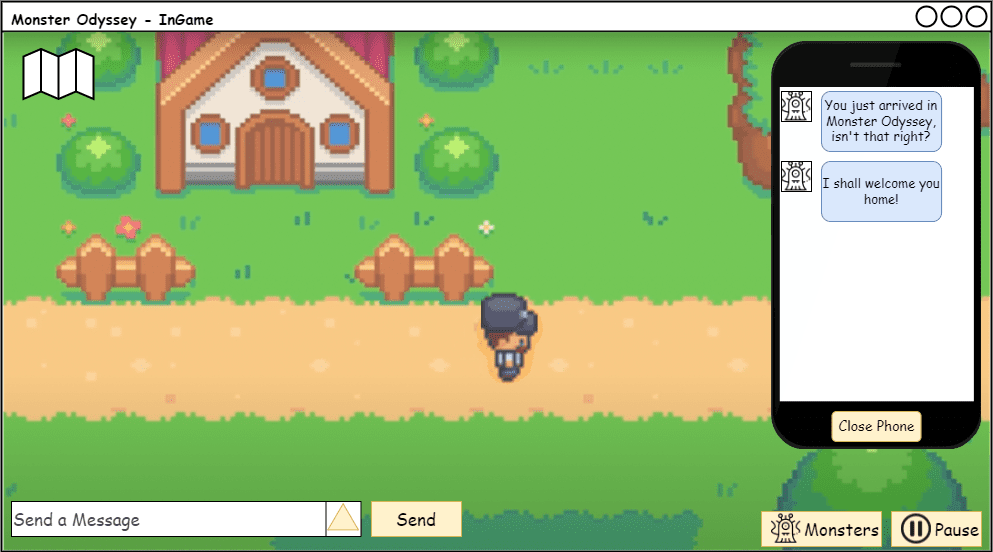 Monster Odyssey - InGame
You just arrived in
Monster Odyssey,
isn't that right?
I shall welcome you
home!
Close Phone
Send a Message
Send
Monsters
Pause